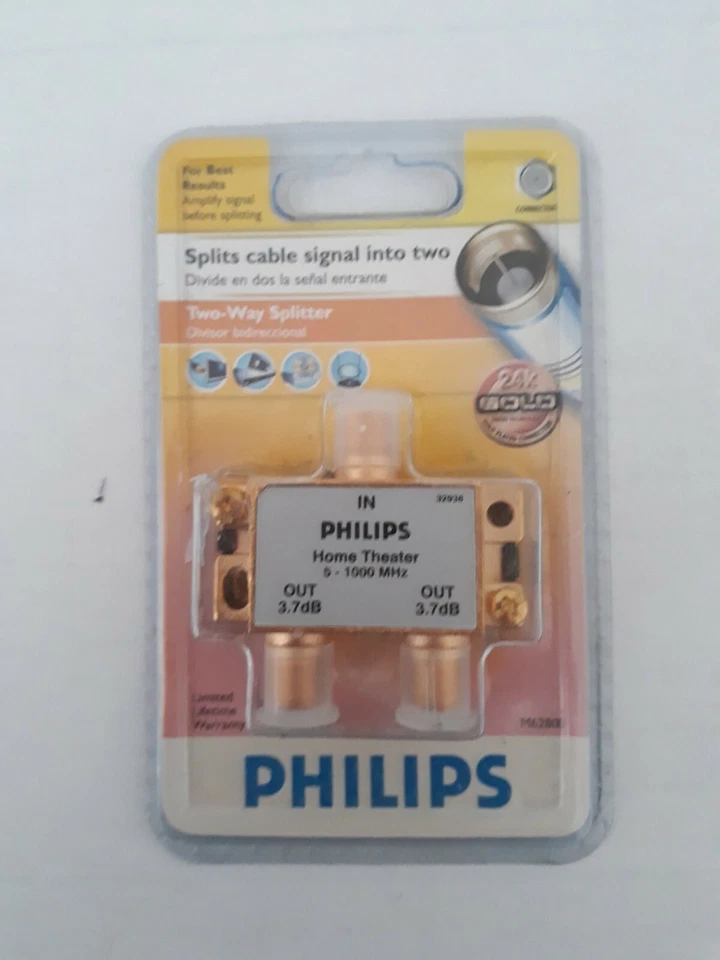 For Best
Results
Amplify signal
before splitting
CONNECTORS
Splits cable signal into two
Divide en dos la señal entrante
Two-Way Splitter
Divisor bidireccional
24k
GOLD
IN
32936
PHILIPS
Home Theater
5 - 1000 MHz
OUT
3.7dB
OUT
3.7dB
Limited
Lifetime
Warranty
PHILIPS